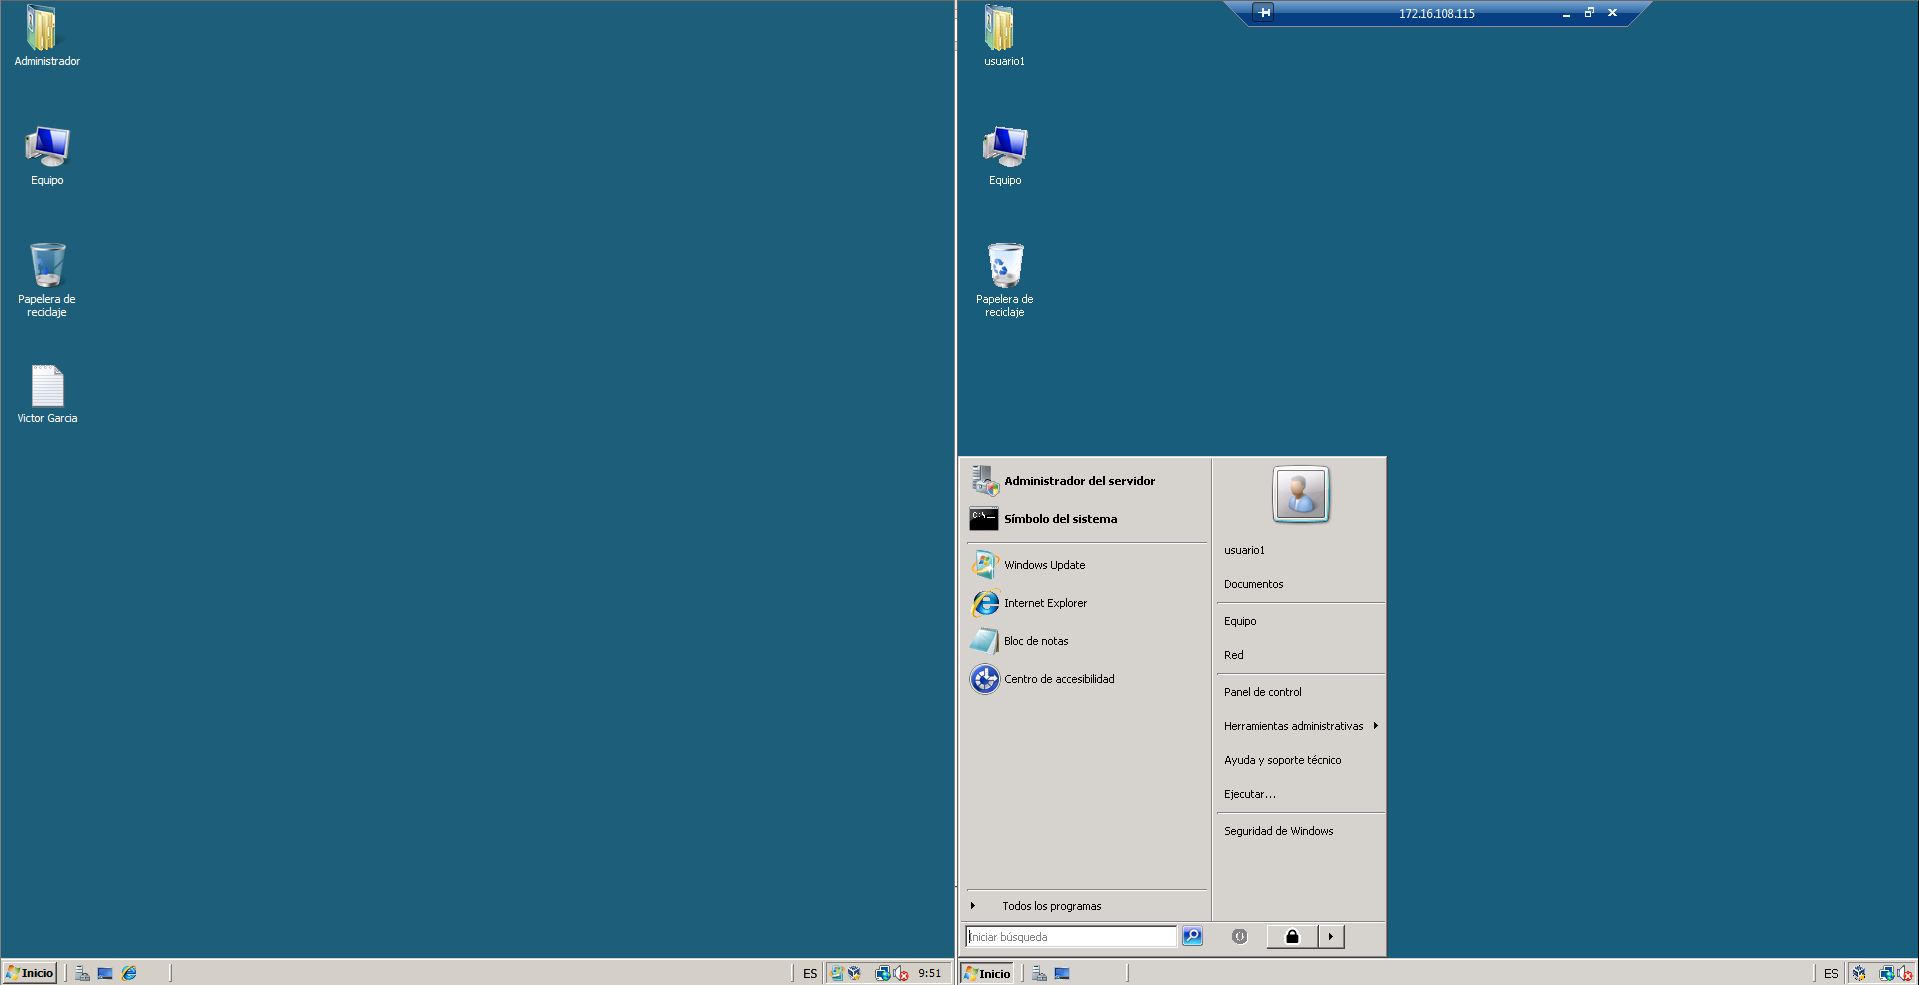 Administrador
Equipo
Papelera de
reciclaje
Victor Garcia
Inicio
ES
9:51
172.16.108.115
usuario1
Equipo
Papelera de
reciclaje
Administrador del servidor
Símbolo del sistema
Windows Update
Internet Explorer
Bloc de notas
Centro de accesibilidad
Todos los programas
Iniciar búsqueda
usuario1
Documentos
Equipo
Red
Panel de control
Herramientas administrativas
Ayuda y soporte técnico
Ejecutar...
Seguridad de Windows
Inicio
ES